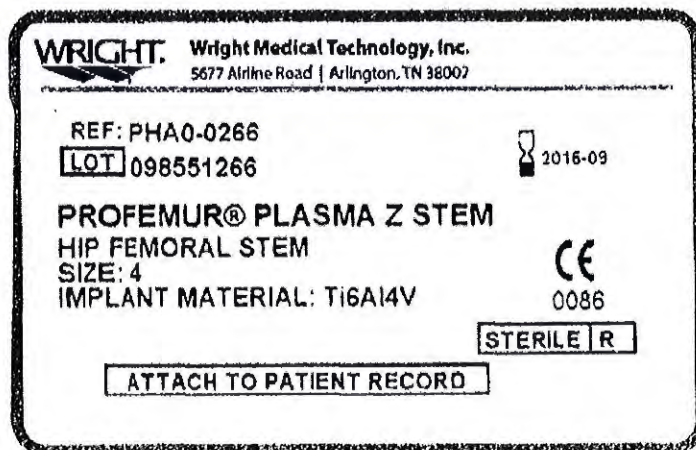 WRIGHT. Wright Medical Technology, Inc.
5677 Airline Road | Arlington, TN 38002
REF: PHA0-0266
LOT 098551266
2016-09
PROFEMUR® PLASMA Z STEM
HIP FEMORAL STEM
SIZE: 4
IMPLANT MATERIAL: Ti6Al4V
CE
0086
STERILE R
ATTACH TO PATIENT RECORD